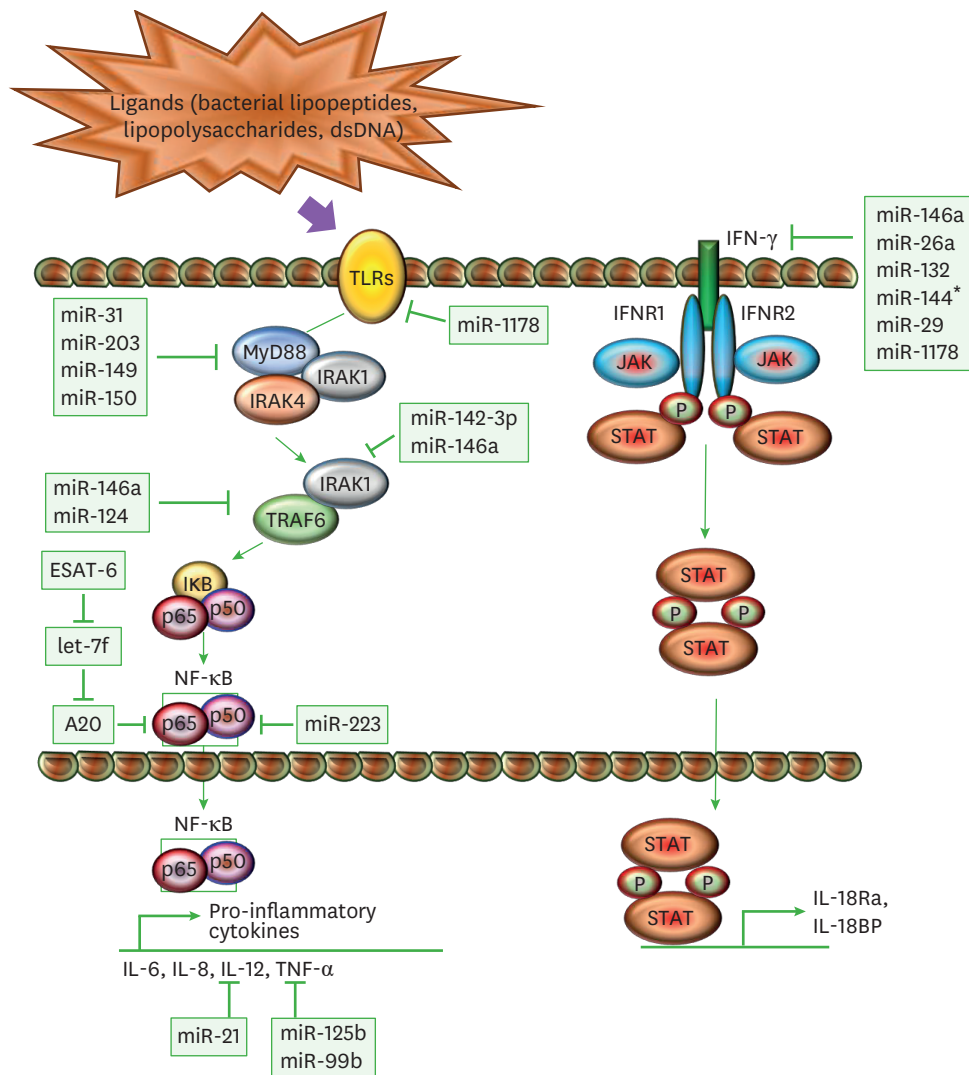 Ligands (bacterial lipopeptides,
lipopolysaccharides, dsDNA)
TLRs
miR-1178
miR-31
miR-203
miR-149
miR-150
MyD88
IRAK1
IRAK4
miR-142-3p
miR-146a
IRAK1
TRAF6
miR-146a
miR-124
ESAT-6
let-7f
A20
IκB
p65
p50
NF-κB
p65
p50
miR-223
NF-κB
p65
p50
Pro-inflammatory
cytokines
IL-6, IL-8, IL-12, TNF-α
miR-21
miR-125b
miR-99b
IFN-γ
miR-146a
miR-26a
miR-132
miR-144*
miR-29
miR-1178
IFNR1
IFNR2
JAK
JAK
P
P
STAT
STAT
STAT
P
P
STAT
STAT
P
P
STAT
IL-18Ra,
IL-18BP